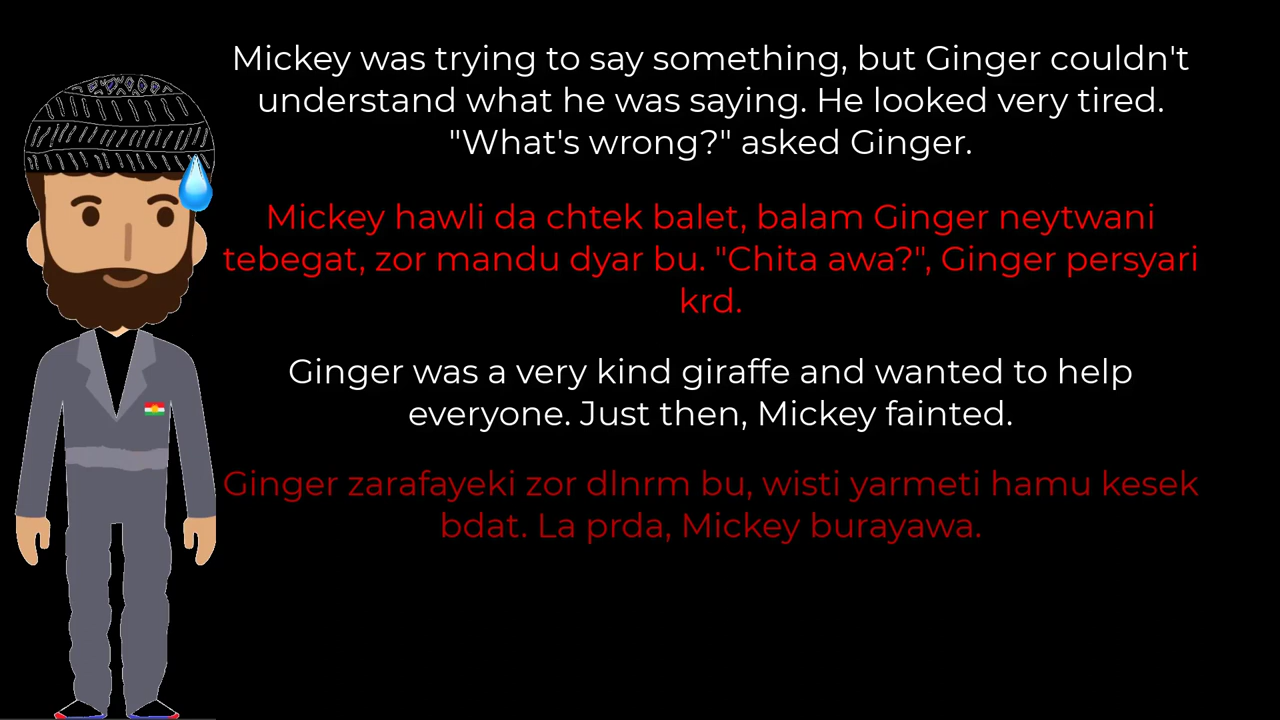 Mickey was trying to say something, but Ginger couldn't
understand what he was saying. He looked very tired.
"What's wrong?" asked Ginger.
Mickey hawli da chtek balet, balam Ginger neytwani
tebegat, zor mandu dyar bu. "Chita awa?", Ginger persyari
krd.
Ginger was a very kind giraffe and wanted to help
everyone. Just then, Mickey fainted.
Ginger zarafayeki zor dlnrm bu, wisti yarmeti hamu kesek
bdat. La prda, Mickey burayawa.